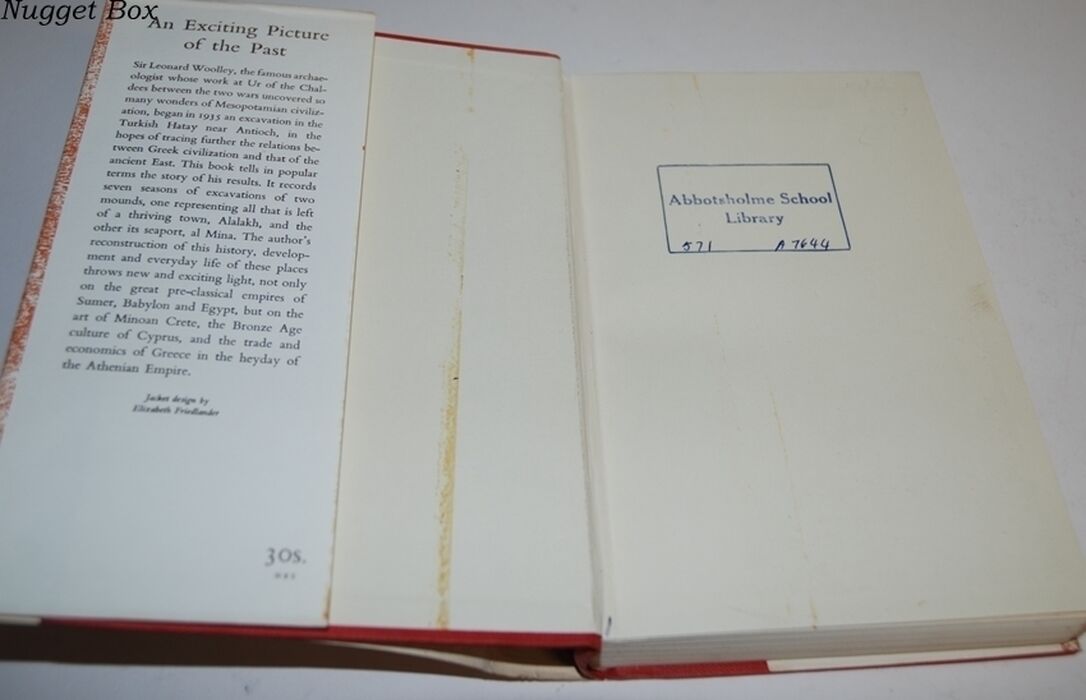 Nugget Box
An Exciting Picture
of the Past
Sir Leonard Woolley, the famous archae-
ologist whose work at Ur of the Chal-
dees between the two wars uncovered so
many wonders of Mesopotamian civiliz-
ation, began in 1935 an excavation in the
Turkish Hatay near Antioch, in the
hopes of tracing further the relations be-
tween Greek civilization and that of the
ancient East. This book tells in popular
terms the story of his results. It records
seven seasons of excavations of two
mounds, one representing all that is left
of a thriving town, Alalakh, and the
other its seaport, al Mina. The author's
reconstruction of this history, develop-
ment and everyday life of these places
throws new and exciting light, not only
on the great pre-classical empires of
Sumer, Babylon and Egypt, but on the
art of Minoan Crete, the Bronze Age
culture of Cyprus, and the trade and
economics of Greece in the heyday of
the Athenian Empire.
Jacket design by
Elizabeth Friedlander
30s.
Abbotsholme School
Library
571 A 7644